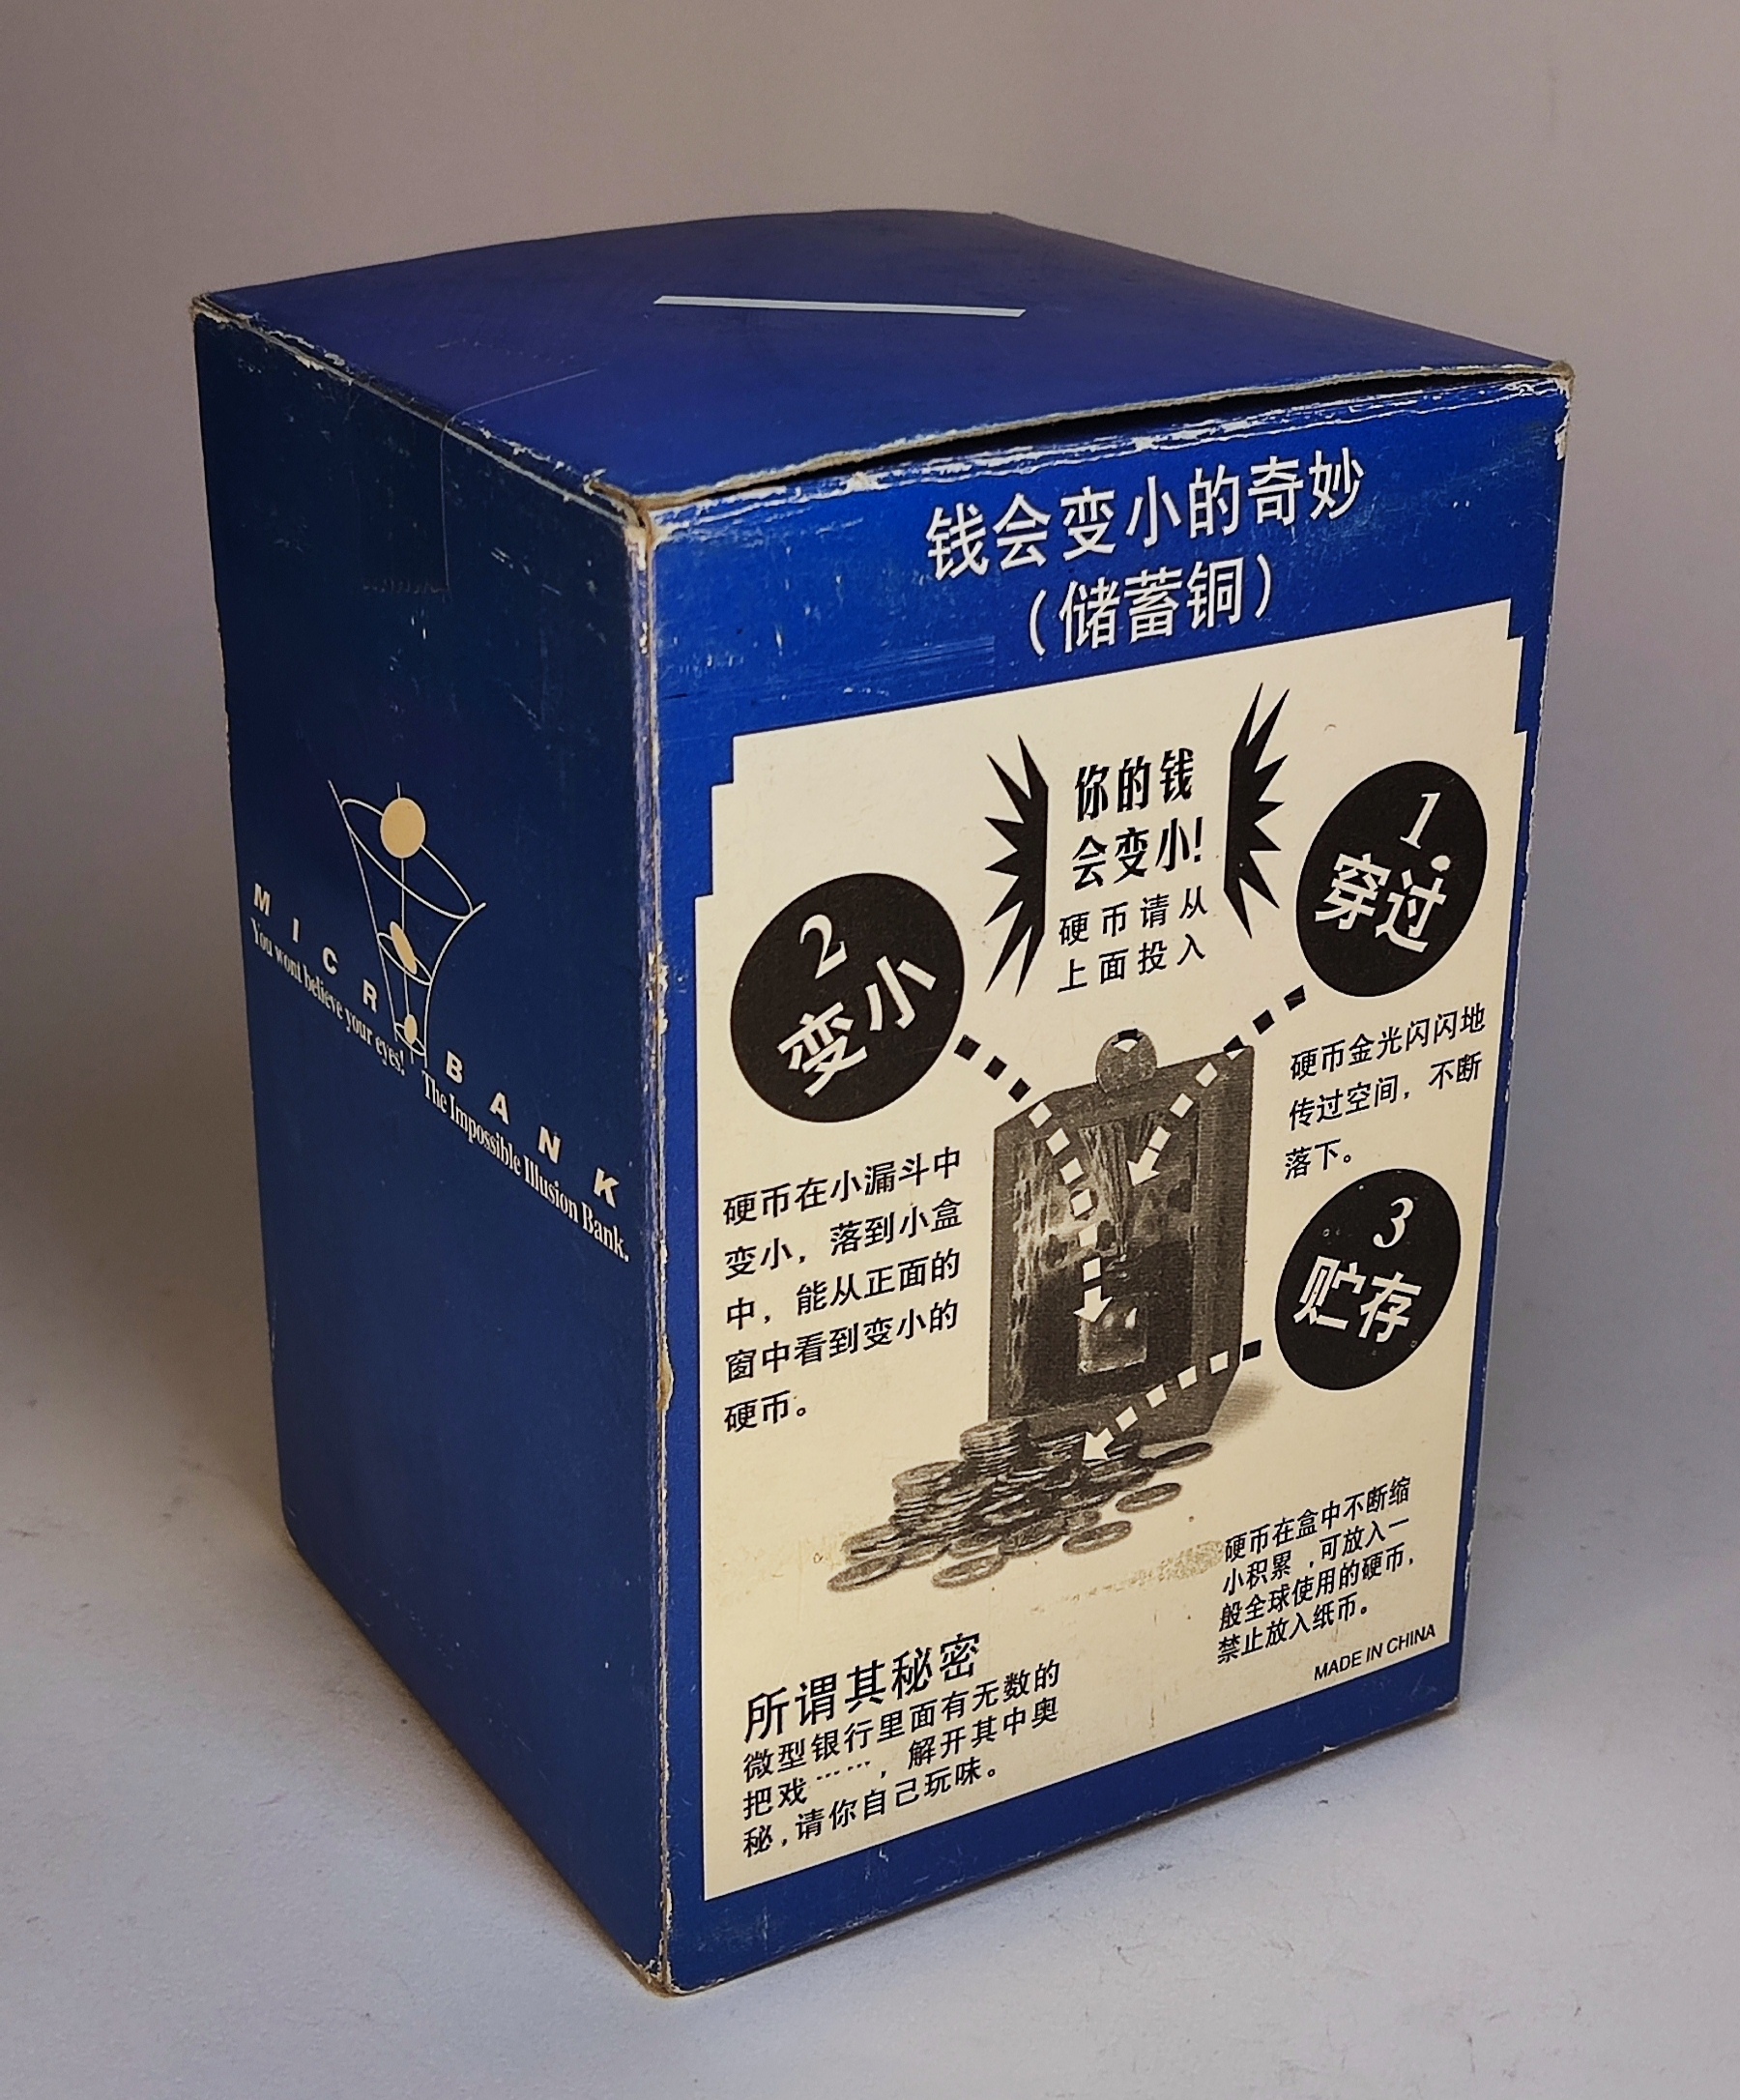 钱会变小的奇妙
（储蓄铜）
你的钱
会变小!
硬币请从
上面投入
1.
穿过
硬币金光闪闪地
传过空间，不断
落下。
2
变小
硬币在小漏斗中
变小，落到小盒
中，能从正面的
窗中看到变小的
硬币。
3
贮存
硬币在盒中不断缩
小积累，可放入一
般全球使用的硬币,
禁止放入纸币。
MADE IN CHINA
所谓其秘密
微型银行里面有无数的
把戏……，解开其中奥
秘,请你自己玩味。
MICR BANK
You wont believe your eyes! The Impossible Illusion Bank.